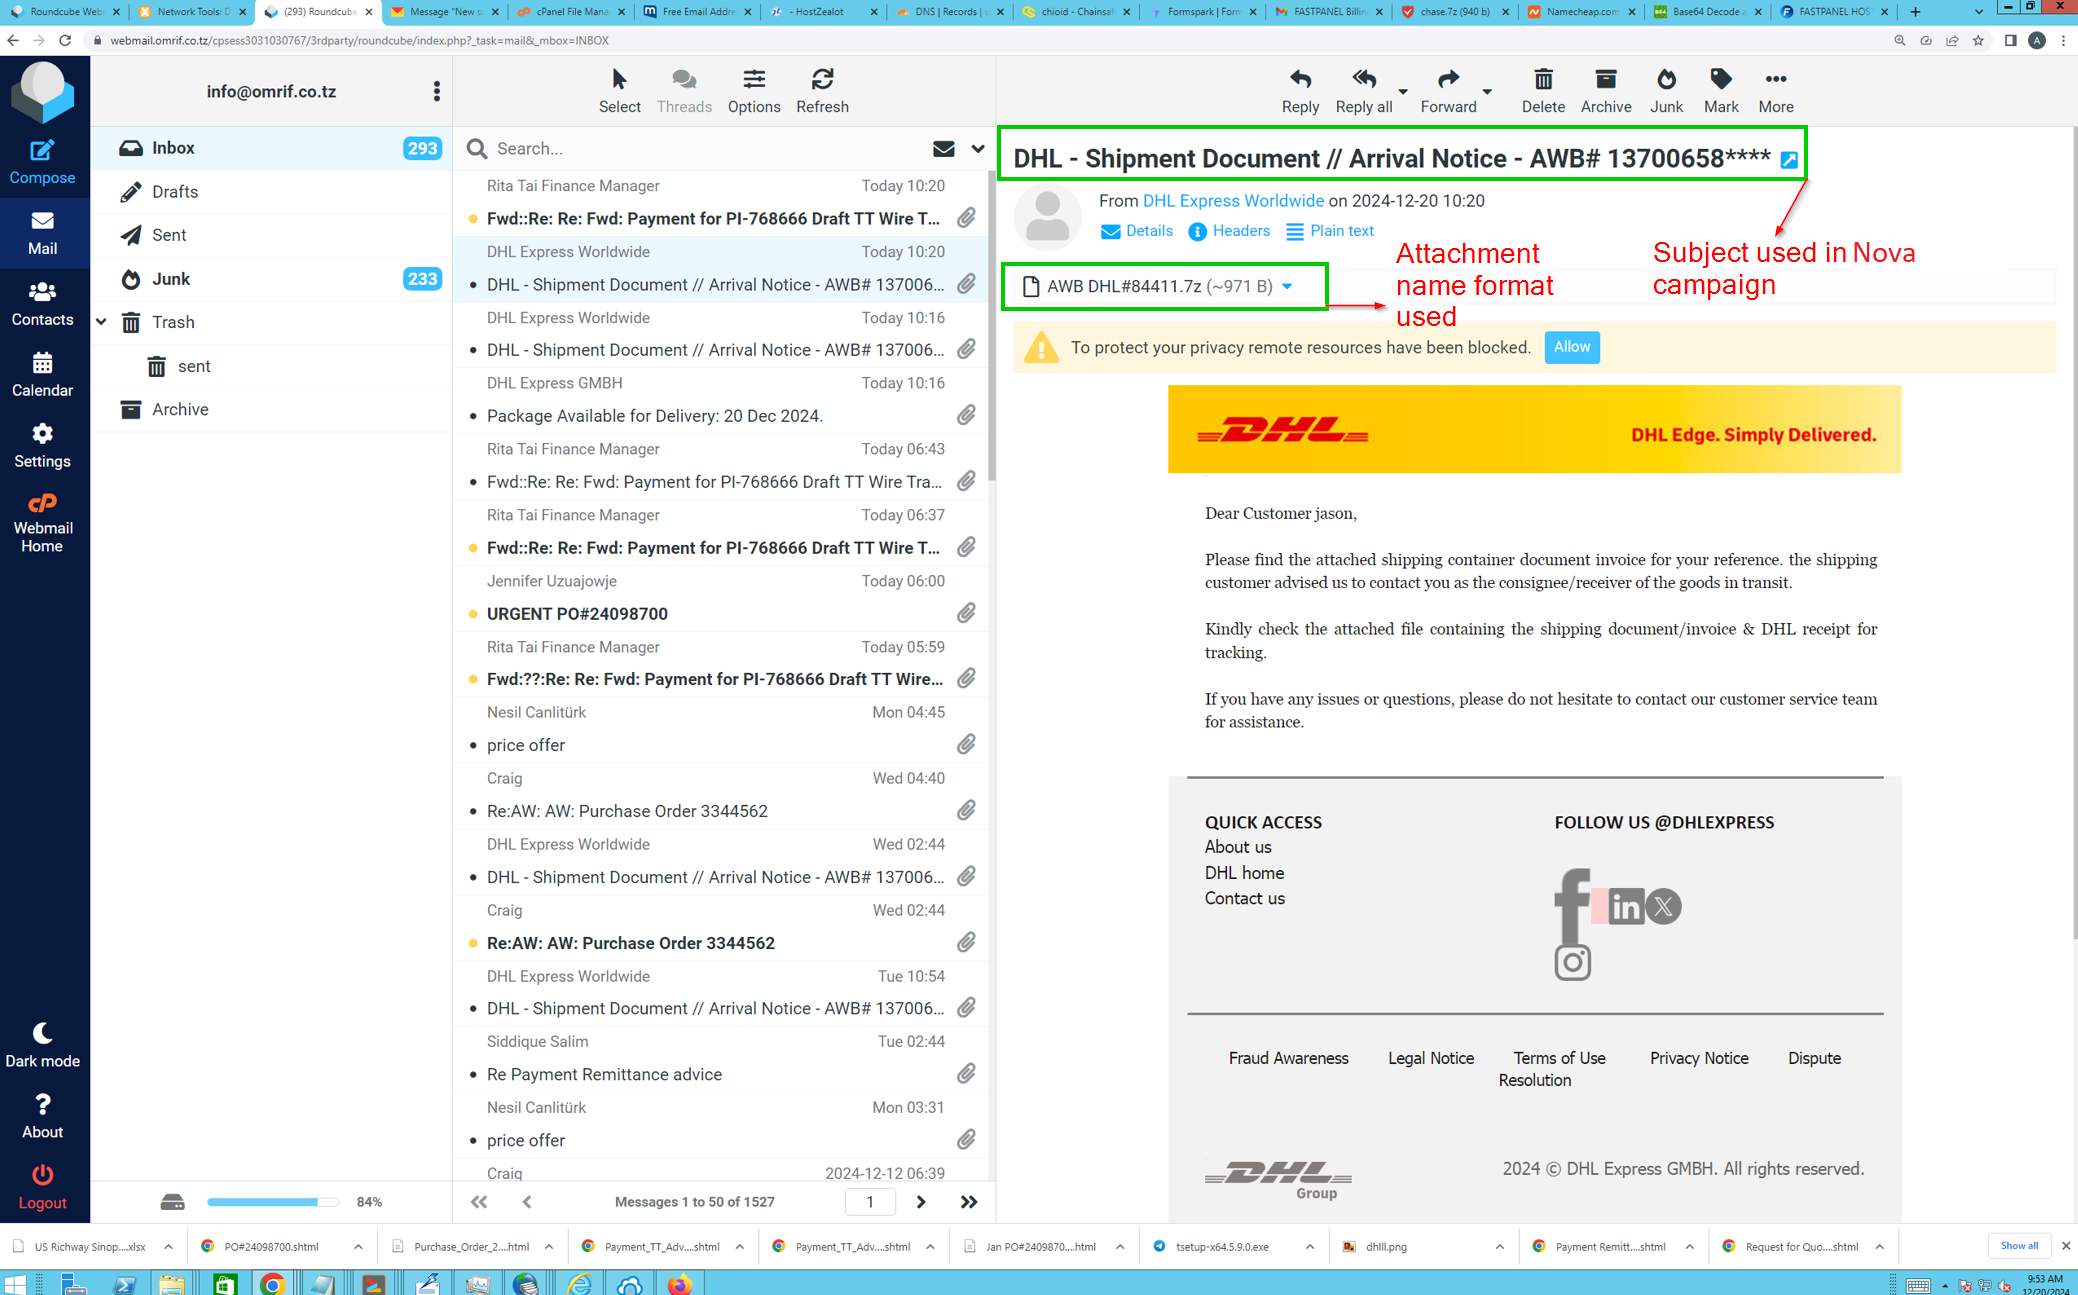 Roundcube Web
Network Tools: D
(293) Roundcube
Message "New s
cPanel File Mana
Free Email Addre
- HostZealot
DNS | Records | v
chioid - Chainsaf
Formspark | Form
FASTPANEL Billin
chase.7z (940 b)
Namecheap.com
Base64 Decode a
FASTPANEL HOST
webmail.omrif.co.tz/cpsess3031030767/3rdparty/roundcube/index.php?_task=mail&_mbox=INBOX
A
Compose
Mail
Contacts
Calendar
Settings
Webmail
Home
Dark mode
About
Logout
info@omrif.co.tz
Inbox 293
Drafts
Sent
Junk 233
Trash
sent
Archive
84%
Select Threads Options Refresh
Search...
Rita Tai Finance Manager Today 10:20
Fwd::Re: Re: Fwd: Payment for PI-768666 Draft TT Wire T...
DHL Express Worldwide Today 10:20
DHL - Shipment Document // Arrival Notice - AWB# 137006...
DHL Express Worldwide Today 10:16
DHL - Shipment Document // Arrival Notice - AWB# 137006...
DHL Express GMBH Today 10:16
Package Available for Delivery: 20 Dec 2024.
Rita Tai Finance Manager Today 06:43
Fwd::Re: Re: Fwd: Payment for PI-768666 Draft TT Wire Tra...
Rita Tai Finance Manager Today 06:37
Fwd::Re: Re: Fwd: Payment for PI-768666 Draft TT Wire T...
Jennifer Uzuajowje Today 06:00
URGENT PO#24098700
Rita Tai Finance Manager Today 05:59
Fwd:??:Re: Re: Fwd: Payment for PI-768666 Draft TT Wire...
Nesil Canlitürk Mon 04:45
price offer
Craig Wed 04:40
Re:AW: AW: Purchase Order 3344562
DHL Express Worldwide Wed 02:44
DHL - Shipment Document // Arrival Notice - AWB# 137006...
Craig Wed 02:44
Re:AW: AW: Purchase Order 3344562
DHL Express Worldwide Tue 10:54
DHL - Shipment Document // Arrival Notice - AWB# 137006...
Siddique Salim Tue 02:44
Re Payment Remittance advice
Nesil Canlitürk Mon 03:31
price offer
Craig 2024-12-12 06:39
Messages 1 to 50 of 1527 1
Reply Reply all Forward Delete Archive Junk Mark More
DHL - Shipment Document // Arrival Notice - AWB# 13700658****
From DHL Express Worldwide on 2024-12-20 10:20
Details Headers Plain text
AWB DHL#84411.7z (~971 B)
Attachment
name format
used
Subject used in Nova
campaign
To protect your privacy remote resources have been blocked. Allow
DHL
DHL Edge. Simply Delivered.
Dear Customer jason,
Please find the attached shipping container document invoice for your reference. the shipping
customer advised us to contact you as the consignee/receiver of the goods in transit.
Kindly check the attached file containing the shipping document/invoice & DHL receipt for
tracking.
If you have any issues or questions, please do not hesitate to contact our customer service team
for assistance.
QUICK ACCESS
About us
DHL home
Contact us
FOLLOW US @DHLEXPRESS
Fraud Awareness Legal Notice Terms of Use Privacy Notice Dispute
Resolution
DHL
Group
2024 © DHL Express GMBH. All rights reserved.
US Richway Sinop....xlsx
PO#24098700.shtml
Purchase_Order_2....html
Payment_TT_Adv....shtml
Payment_TT_Adv....shtml
Jan PO#2409870....html
tsetup-x64.5.9.0.exe
dhlll.png
Payment Remitt....shtml
Request for Quo....shtml
Show all
9:53 AM
12/20/2024